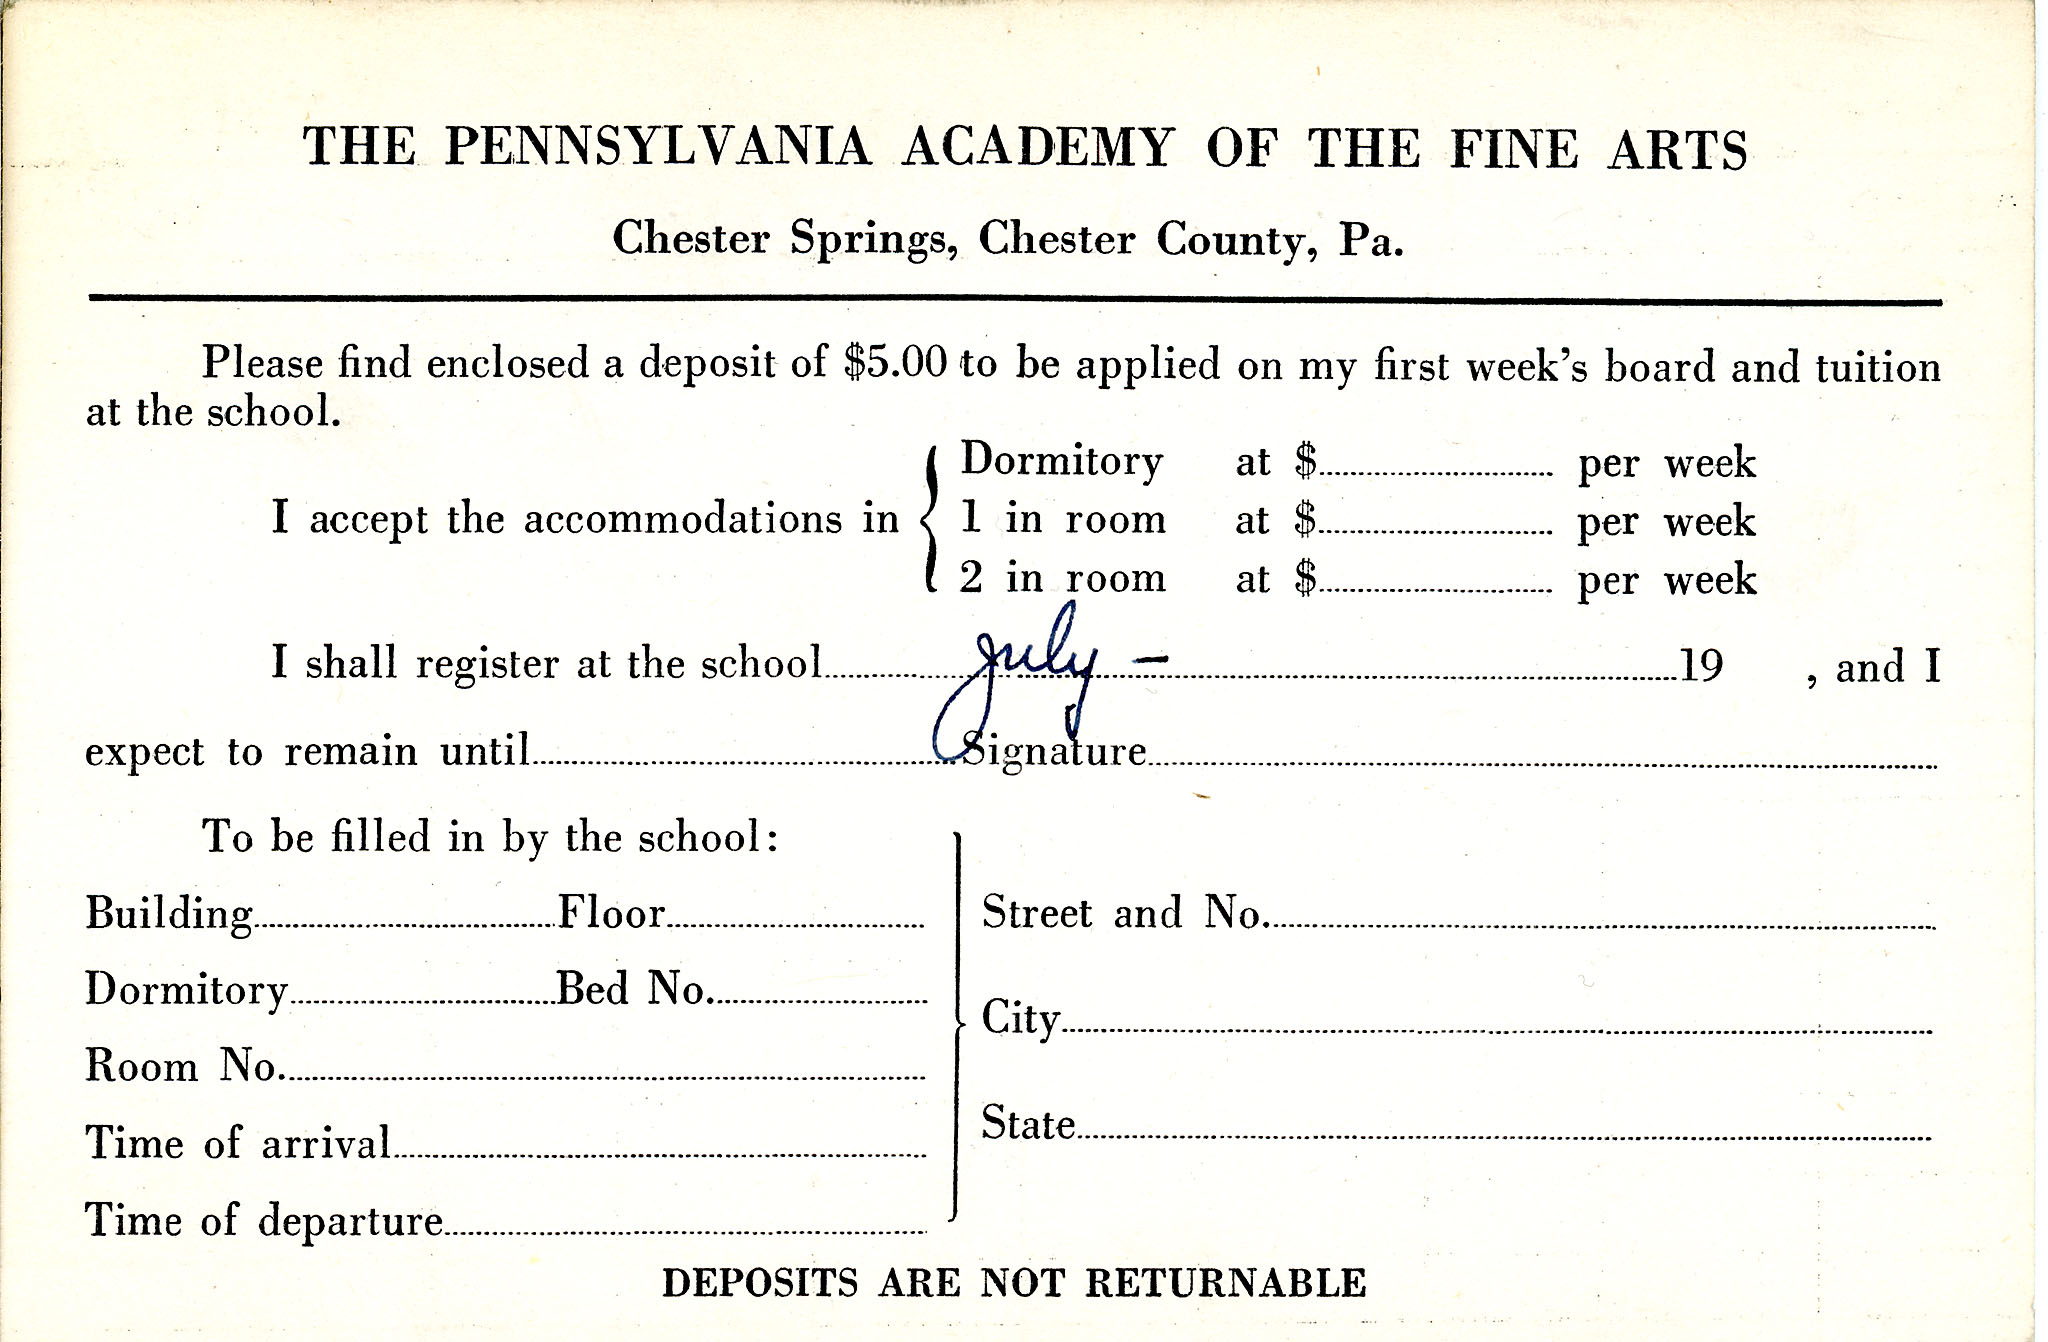 THE PENNSYLVANIA ACADEMY OF THE FINE ARTS
Chester Springs, Chester County, Pa.
Please find enclosed a deposit of $5.00 to be applied on my first week's board and tuition
at the school.
I accept the accommodations in
Dormitory at $ per week
1 in room at $ per week
2 in room at $ per week
I shall register at the school July - 19 , and I
expect to remain until Signature
To be filled in by the school:
Building Floor
Dormitory Bed No.
Room No.
Time of arrival
Time of departure
Street and No.
City
State
DEPOSITS ARE NOT RETURNABLE